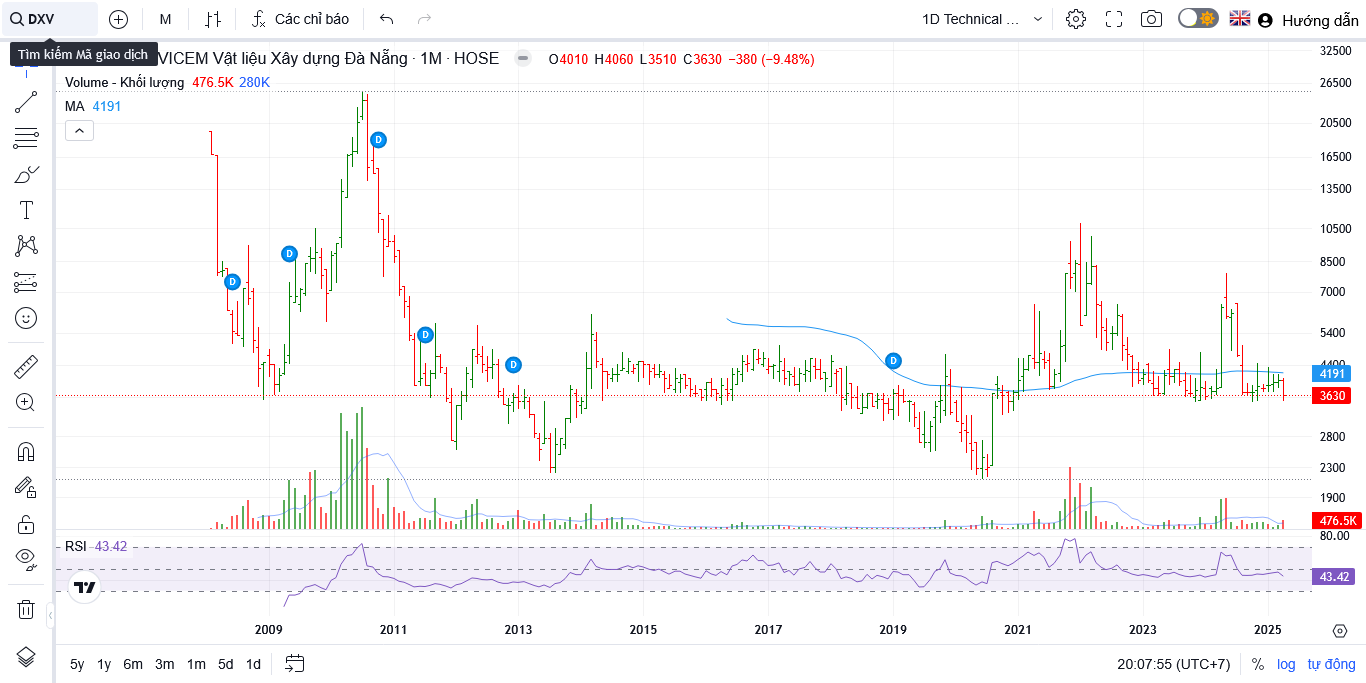 DXV
M
Các chỉ báo
1D Technical ...
Hướng dẫn
Tìm kiếm Mã giao dịch
VICEM Vật liệu Xây dựng Đà Nẵng · 1M · HOSE
O4010 H4060 L3510 C3630 −380 (−9.48%)
Volume - Khối lượng 476.5K 280K
MA 4191
32500
26500
20500
16500
13500
10500
8500
7000
5400
4400
4191
3630
2800
2300
1900
476.5K
80.00
43.42
D
D
D
D
D
D
RSI 43.42
2009
2011
2013
2015
2017
2019
2021
2023
2025
5y 1y 6m 3m 1m 5d 1d
20:07:55 (UTC+7)
% log tự động